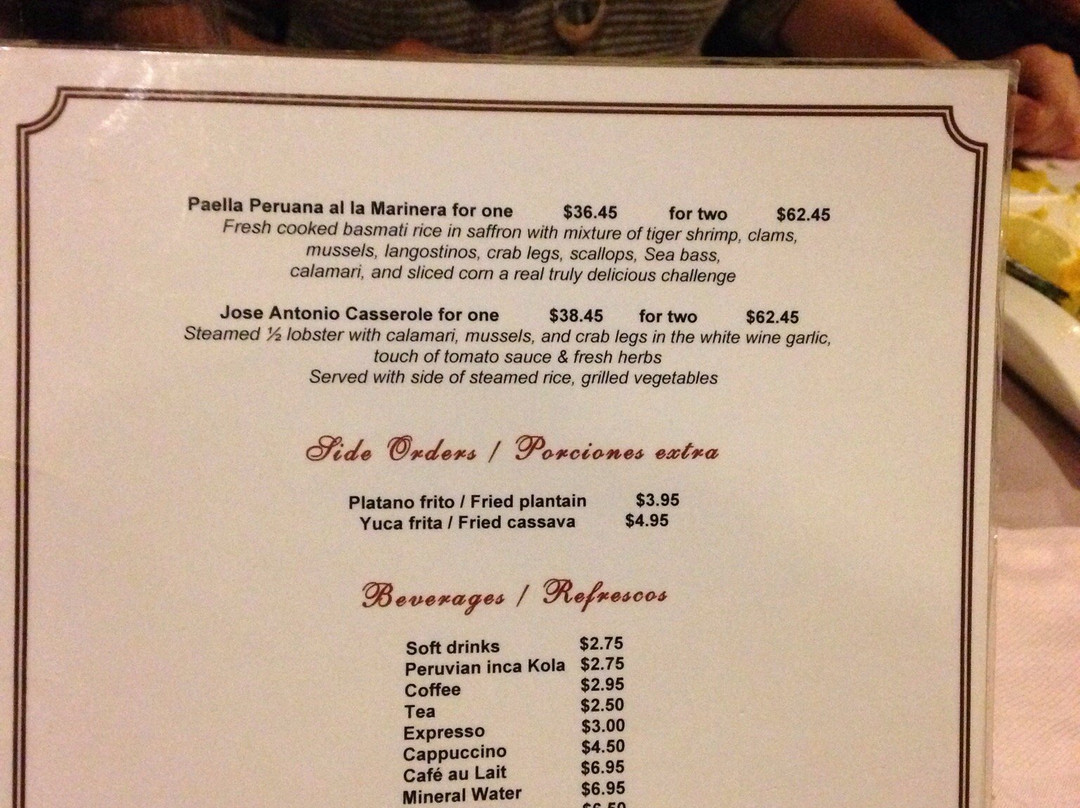 Paella Peruana al la Marinera for one $36.45 for two $62.45
Fresh cooked basmati rice in saffron with mixture of tiger shrimp, clams,
mussels, langostinos, crab legs, scallops, Sea bass,
calamari, and sliced corn a real truly delicious challenge
Jose Antonio Casserole for one $38.45 for two $62.45
Steamed ½ lobster with calamari, mussels, and crab legs in the white wine garlic,
touch of tomato sauce & fresh herbs
Served with side of steamed rice, grilled vegetables
Side Orders / Porciones extra
Platano frito / Fried plantain $3.95
Yuca frita / Fried cassava $4.95
Beverages / Refrescos
Soft drinks $2.75
Peruvian inca Kola $2.75
Coffee $2.95
Tea $2.50
Expresso $3.00
Cappuccino $4.50
Café au Lait $6.95
Mineral Water $6.95